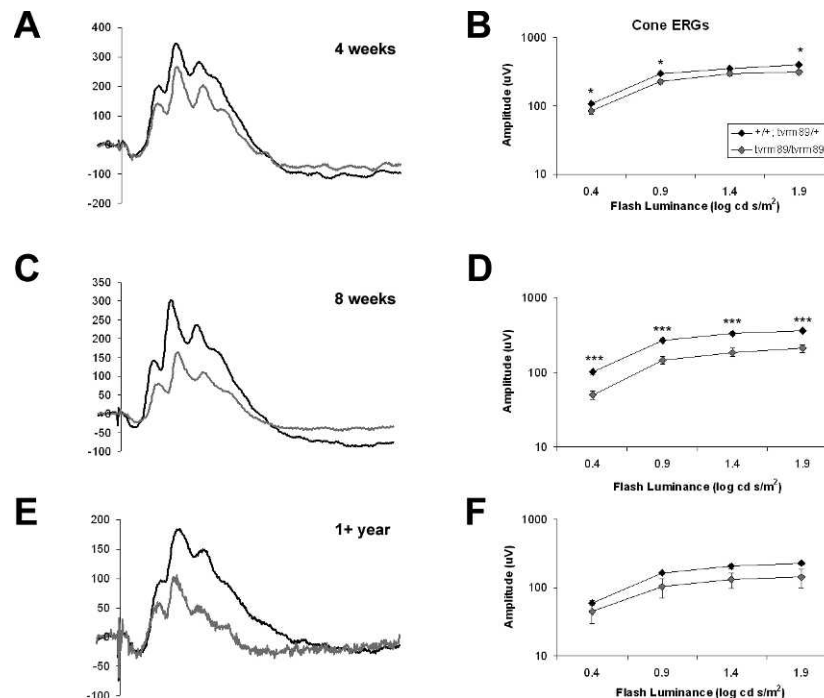 A
4 weeks
400
300
200
100
0
-100
-200
B
Cone ERGs
Amplitude (uV)
1000
100
10
* * *
+/+; tvrm89/+
tvrm89/tvrm89
0.4 0.9 1.4 1.9
Flash Luminance (log cd s/m²)
C
8 weeks
350
300
250
200
150
100
50
0
-50
-100
D
Amplitude (uV)
1000
100
10
*** *** *** ***
0.4 0.9 1.4 1.9
Flash Luminance (log cd s/m²)
E
1+ year
200
150
100
50
0
-50
-100
F
Amplitude (uV)
1000
100
10
0.4 0.9 1.4 1.9
Flash Luminance (log cd s/m²)